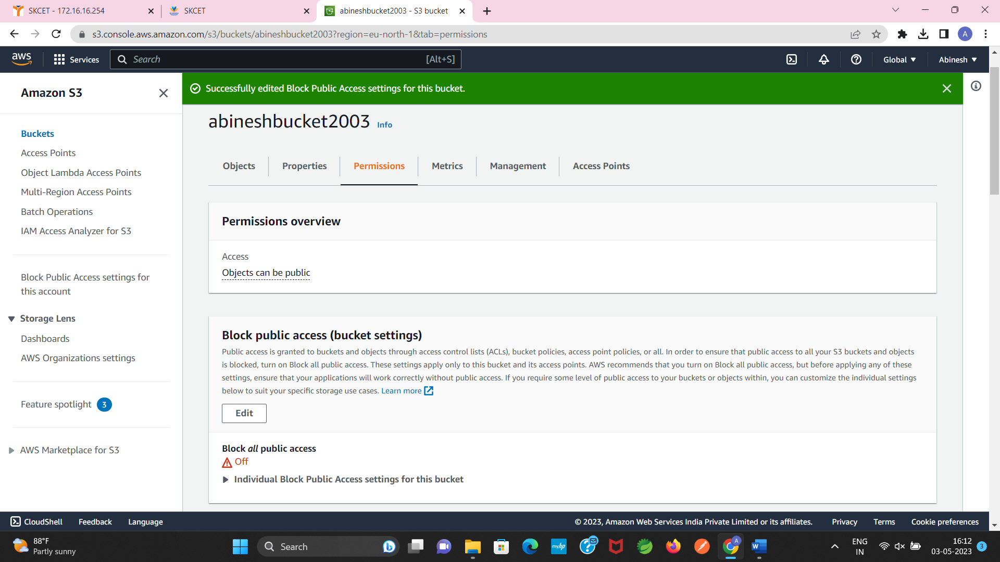 SKCET - 172.16.16.254
SKCET
abineshbucket2003 - S3 bucket
s3.console.aws.amazon.com/s3/buckets/abineshbucket2003?region=eu-north-1&tab=permissions
A
aws
Services
Search
[Alt+S]
Global
Abinesh
Amazon S3
Buckets
Access Points
Object Lambda Access Points
Multi-Region Access Points
Batch Operations
IAM Access Analyzer for S3
Block Public Access settings for
this account
Storage Lens
Dashboards
AWS Organizations settings
Feature spotlight 3
AWS Marketplace for S3
Successfully edited Block Public Access settings for this bucket.
abineshbucket2003 Info
Objects
Properties
Permissions
Metrics
Management
Access Points
Permissions overview
Access
Objects can be public
Block public access (bucket settings)
Public access is granted to buckets and objects through access control lists (ACLs), bucket policies, access point policies, or all. In order to ensure that public access to all your S3 buckets and objects
is blocked, turn on Block all public access. These settings apply only to this bucket and its access points. AWS recommends that you turn on Block all public access, but before applying any of these
settings, ensure that your applications will work correctly without public access. If you require some level of public access to your buckets or objects within, you can customize the individual settings
below to suit your specific storage use cases. Learn more
Edit
Block all public access
Off
Individual Block Public Access settings for this bucket
CloudShell
Feedback
Language
© 2023, Amazon Web Services India Private Limited or its affiliates.
Privacy
Terms
Cookie preferences
88°F
Partly sunny
Search
myhp
A
W
ENG
IN
16:12
03-05-2023
3